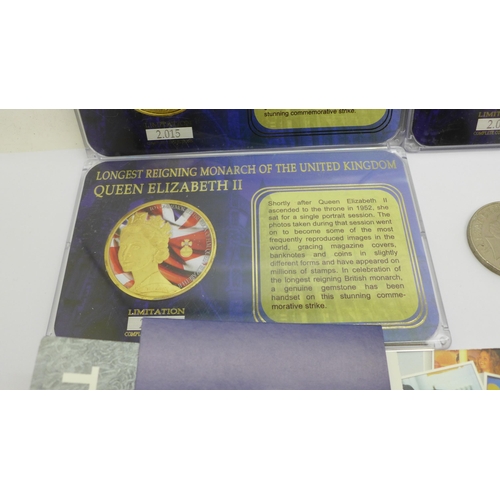 stunning commemorative strike.
2.015
LIMITATION
LONGEST REIGNING MONARCH OF THE UNITED KINGDOM
QUEEN ELIZABETH II
Shortly after Queen Elizabeth II
ascended to the throne in 1952, she
sat for a single portrait session. The
photos taken during that session went
on to become some of the most
frequently reproduced images in the
world, gracing magazine covers,
banknotes and coins in slightly
different forms and have appeared on
millions of stamps. In celebration of
the longest reigning British monarch,
a genuine gemstone has been
handset on this stunning comme-
morative strike.
LIMITATION